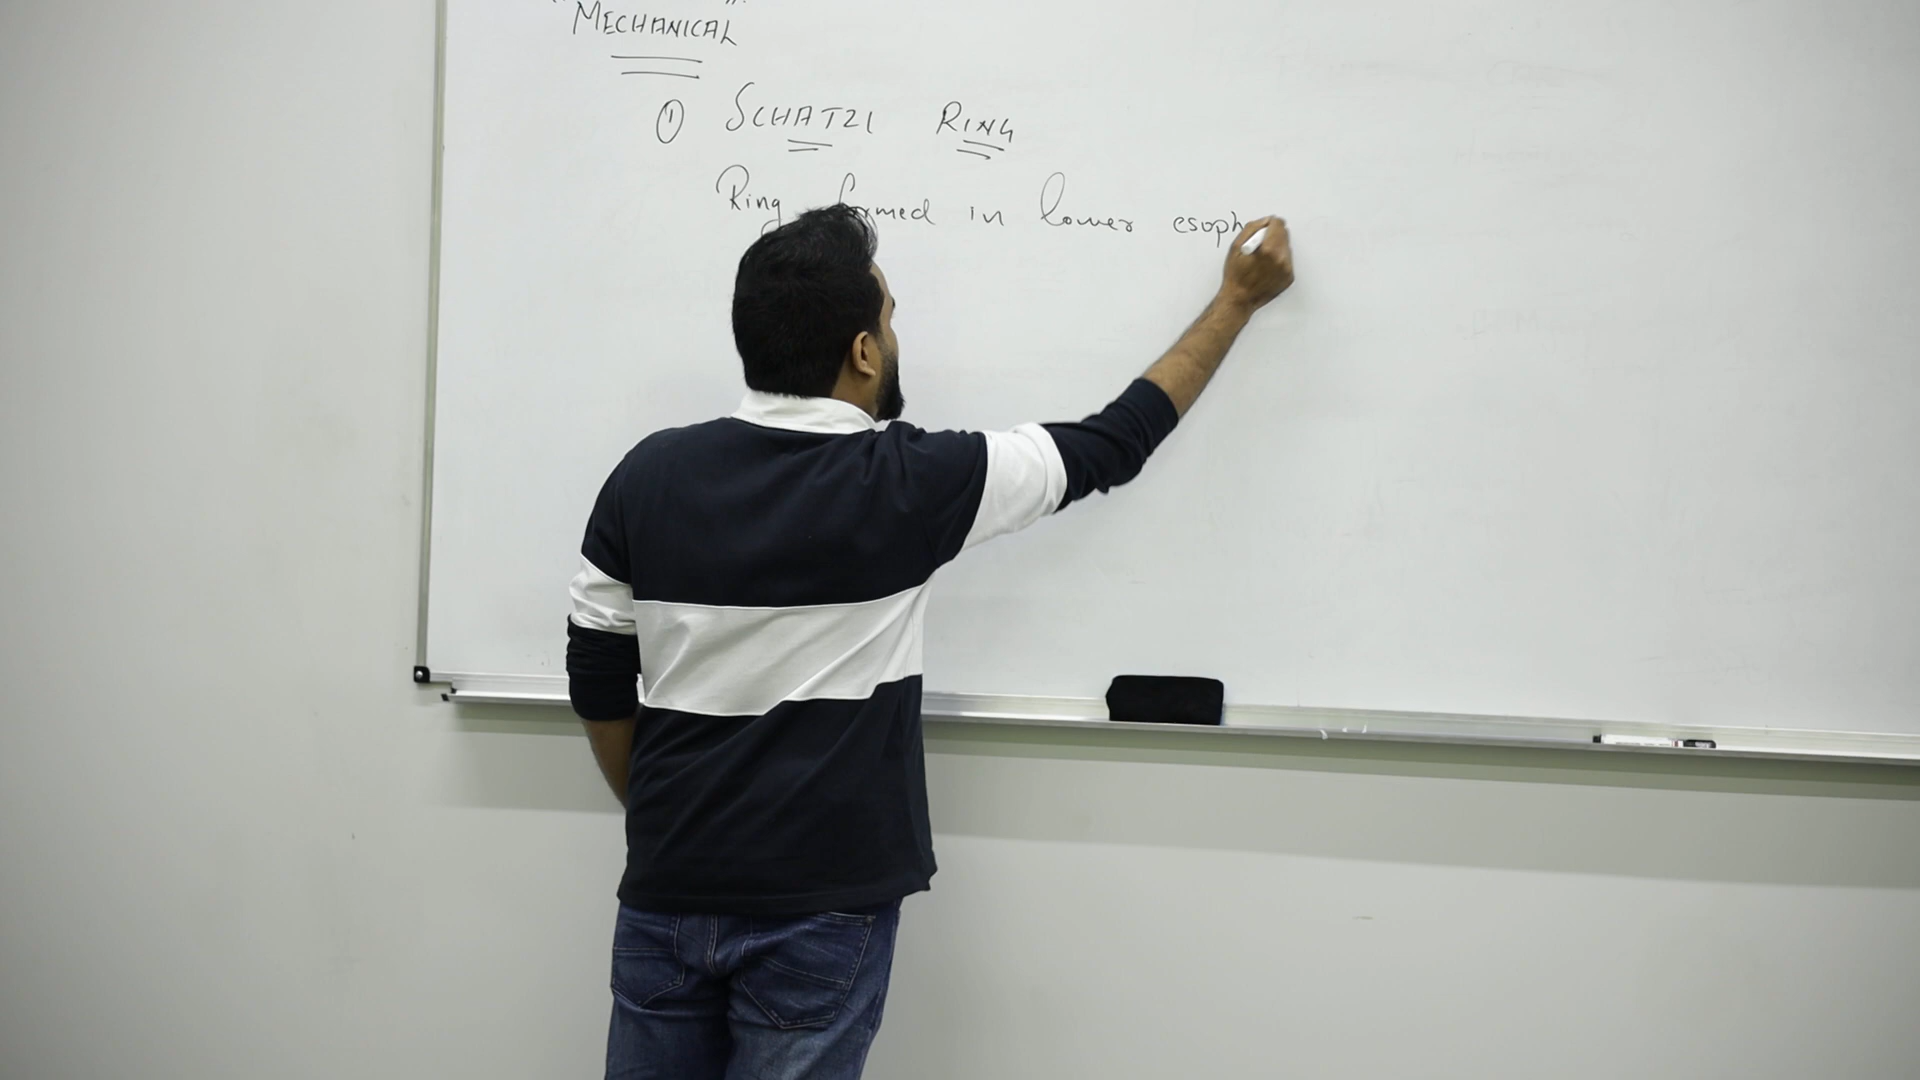 MECHANICAL
① SCHATZI RING
Ring formed in lower esoph